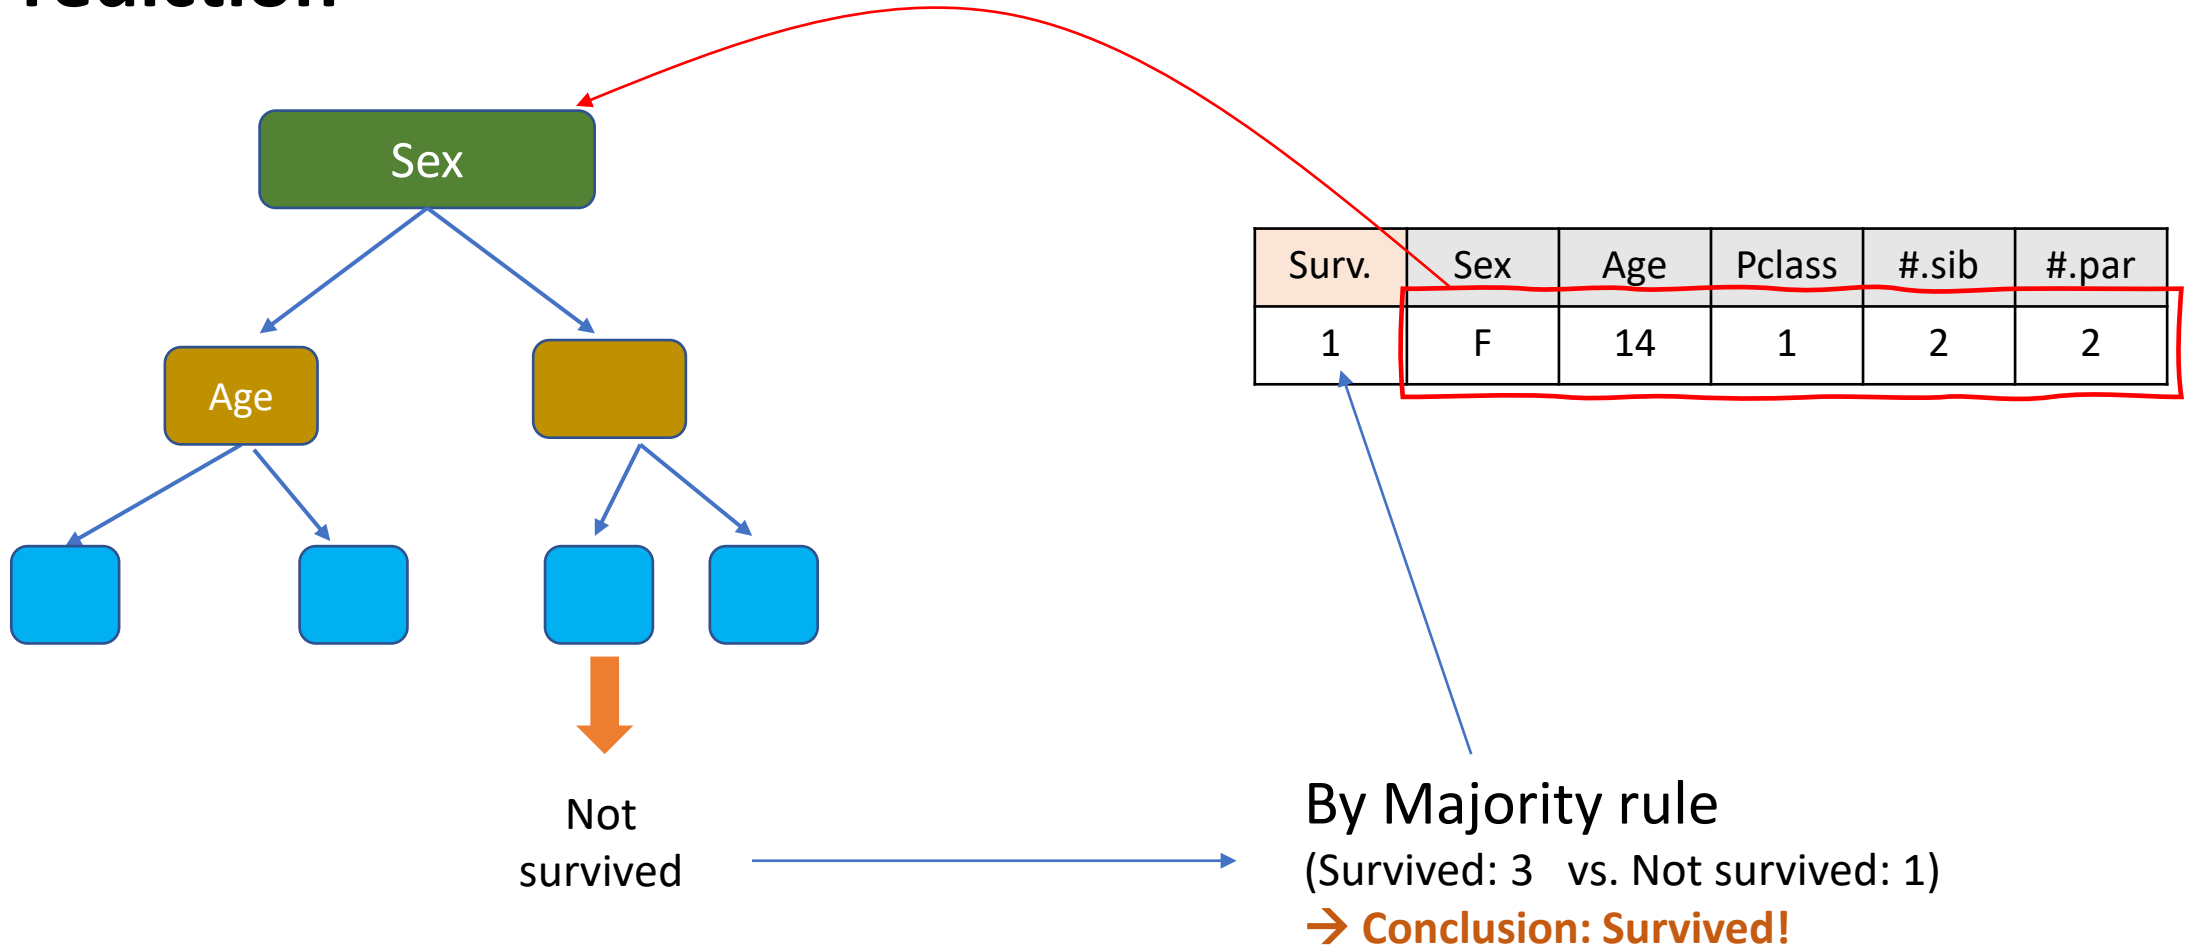 Sex
Surv. Sex Age Pclass #.sib #.par
1 F 14 1 2 2
Age
Not
survived
By Majority rule
(Survived: 3 vs. Not survived: 1)
→ Conclusion: Survived!